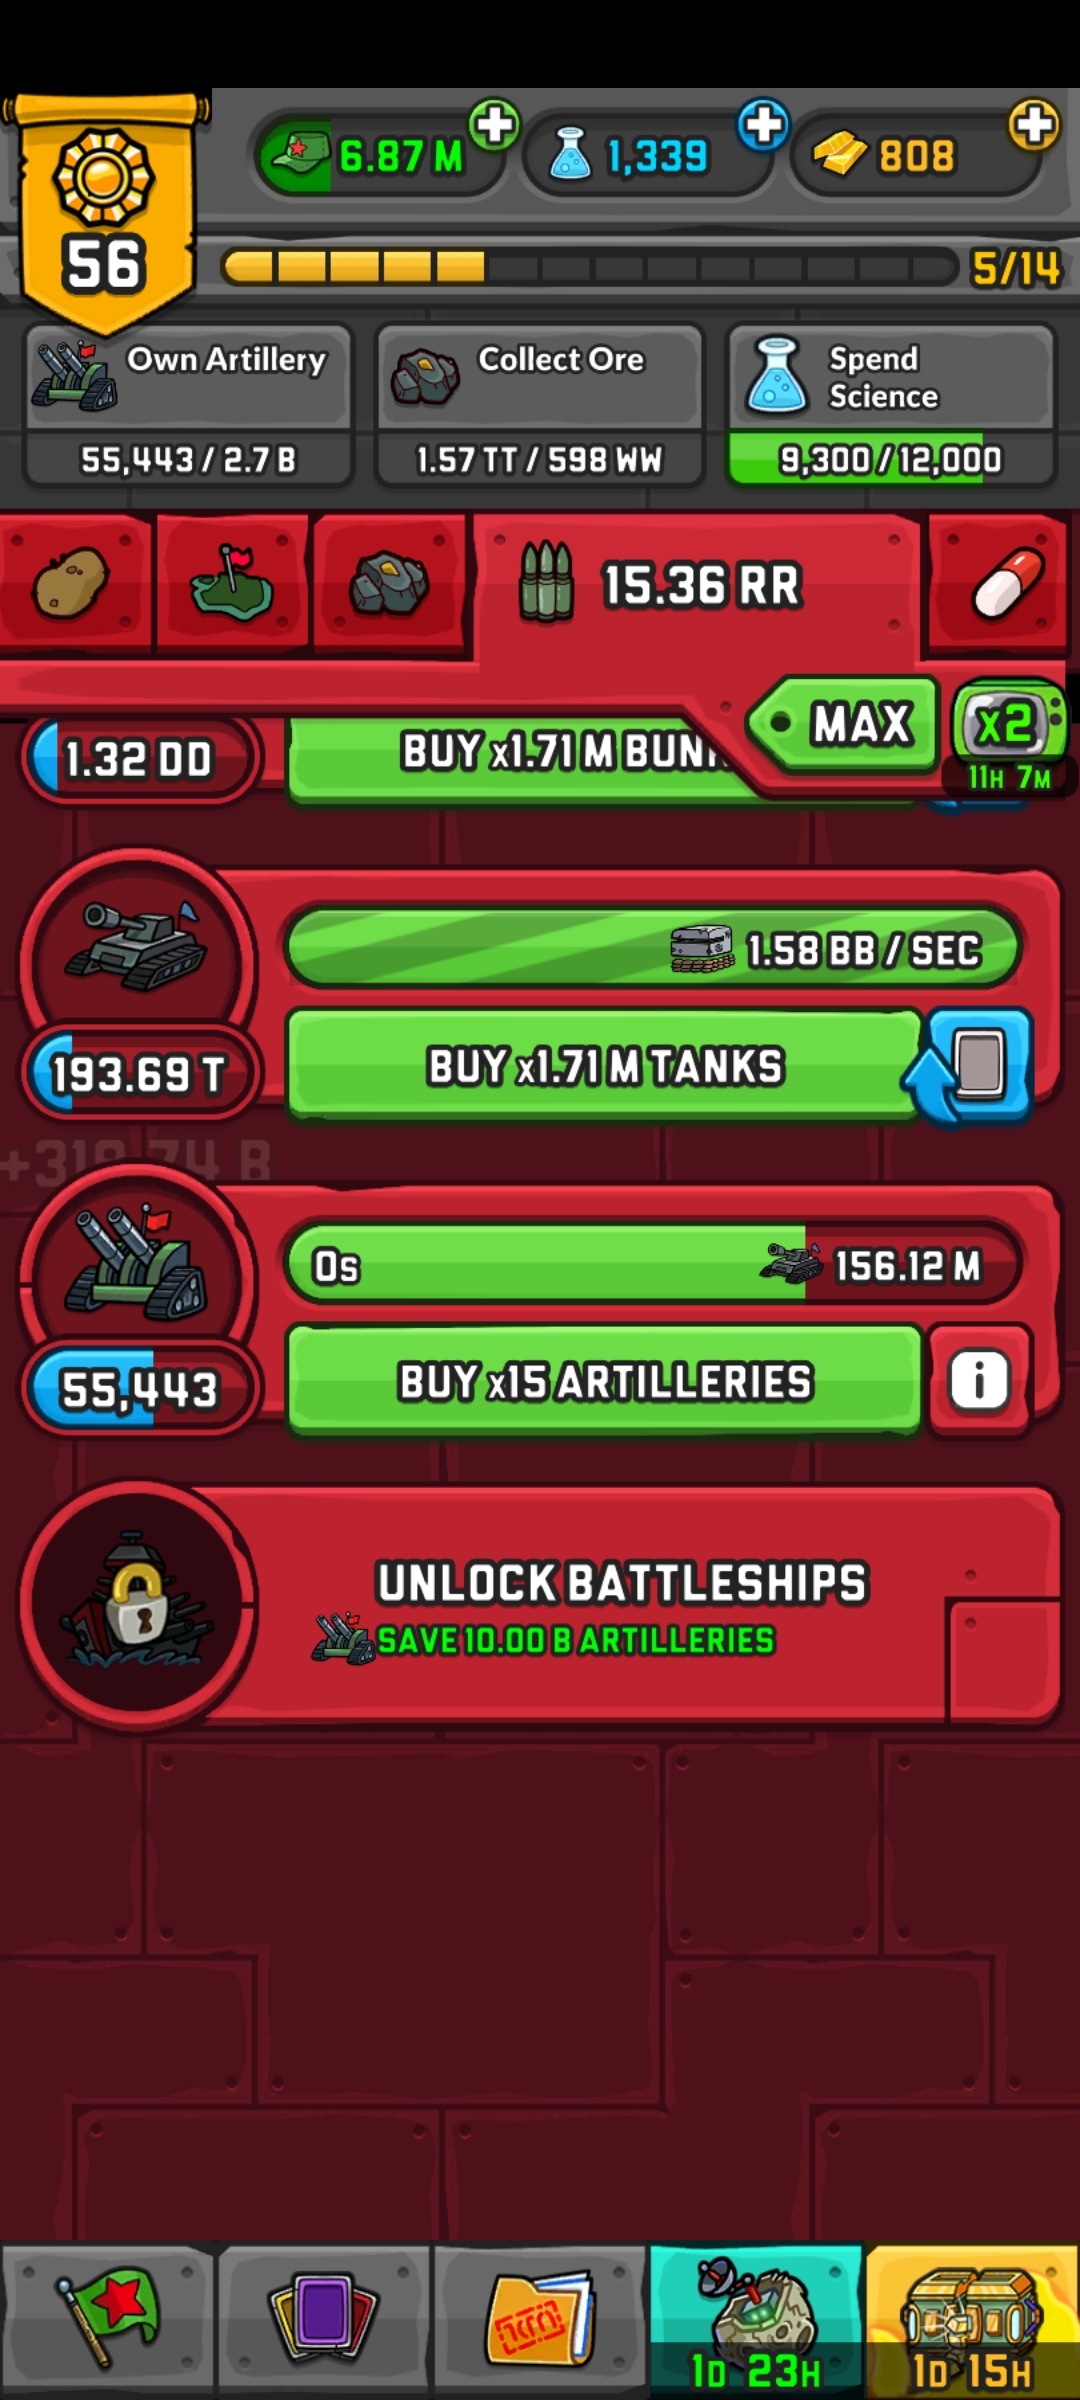 6.87 M
1,339
808
56
5/14
Own Artillery
55,443 / 2.7 B
Collect Ore
1.57 TT / 598 WW
Spend
Science
9,300 / 12,000
15.36 RR
MAX
x2
11H 7M
1.32 DD
BUY x1.71 M
1.58 BB / SEC
193.69 T
BUY x1.71 M TANKS
0s
156.12 M
55,443
BUY x15 ARTILLERIES
i
UNLOCK BATTLESHIPS
SAVE 10.00 B ARTILLERIES
1D 23H
1D 15H